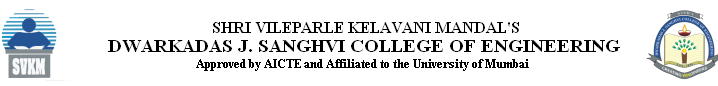 SHRI VILEPARLE KELAVANI MANDAL'S
DWARKADAS J. SANGHVI COLLEGE OF ENGINEERING
Approved by AICTE and Affiliated to the University of Mumbai
SVKM